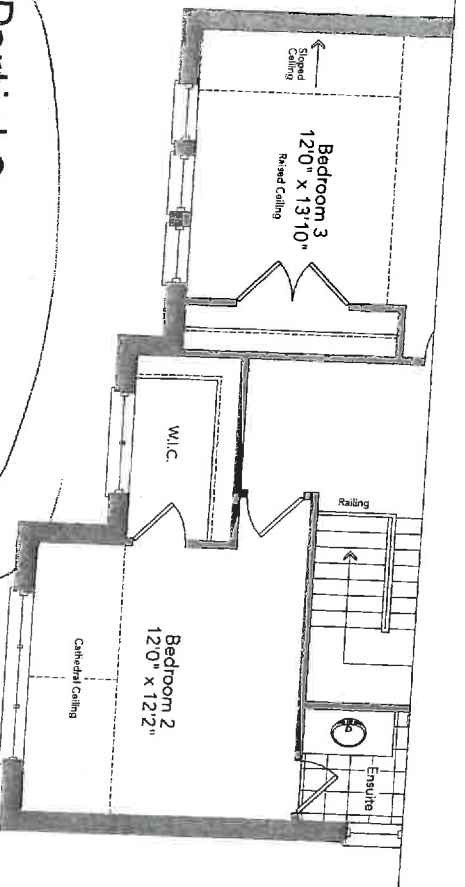 Sloped
Ceiling
Bedroom 3
12'0" x 13'10"
Raised Ceiling
W.I.C.
Railing
Bedroom 2
12'0" x 12'2"
Cathedral Ceiling
Ensuite